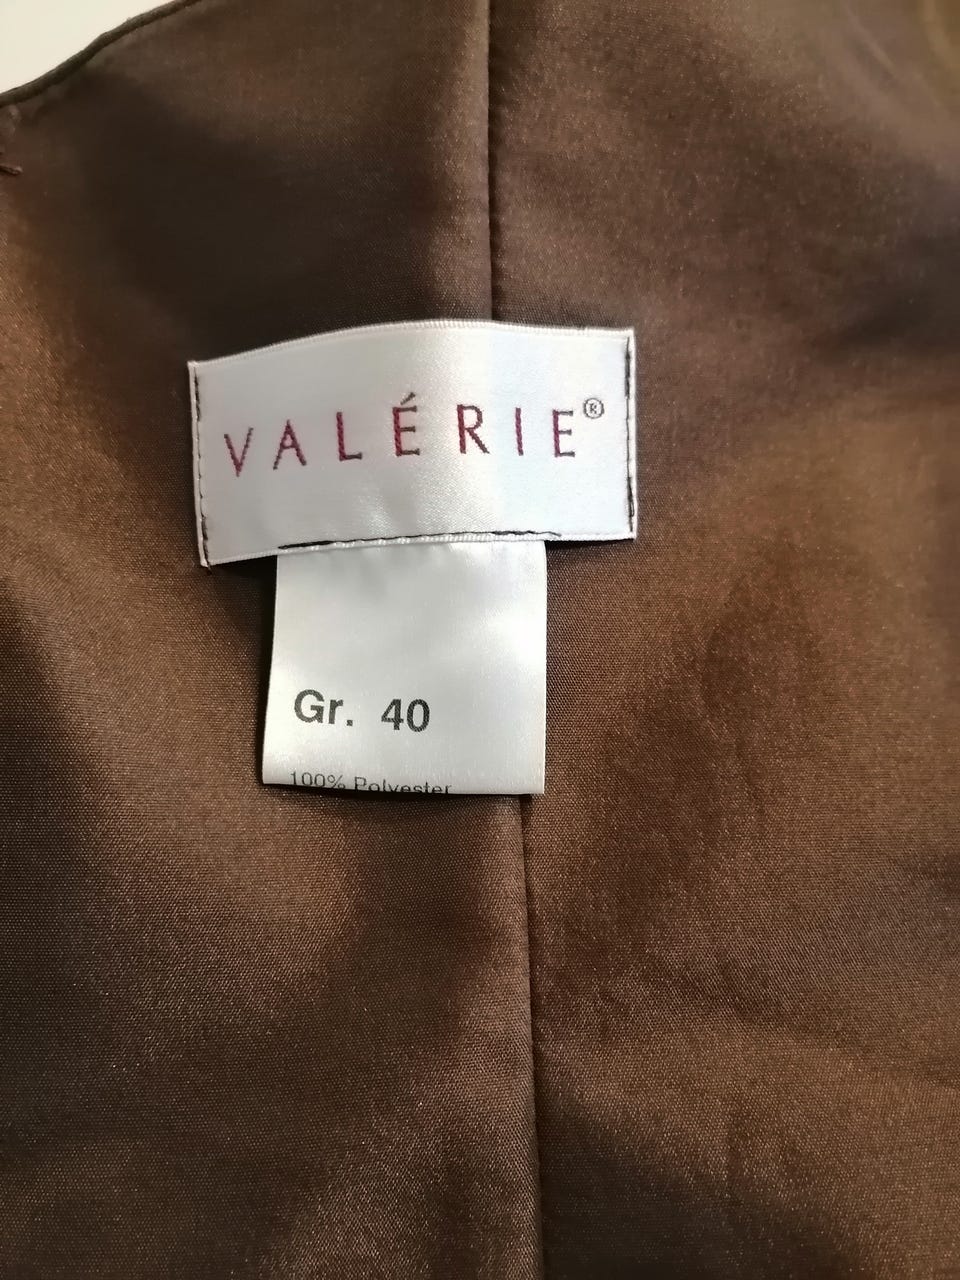 VALÉRIE®
Gr. 40
100% Polyester